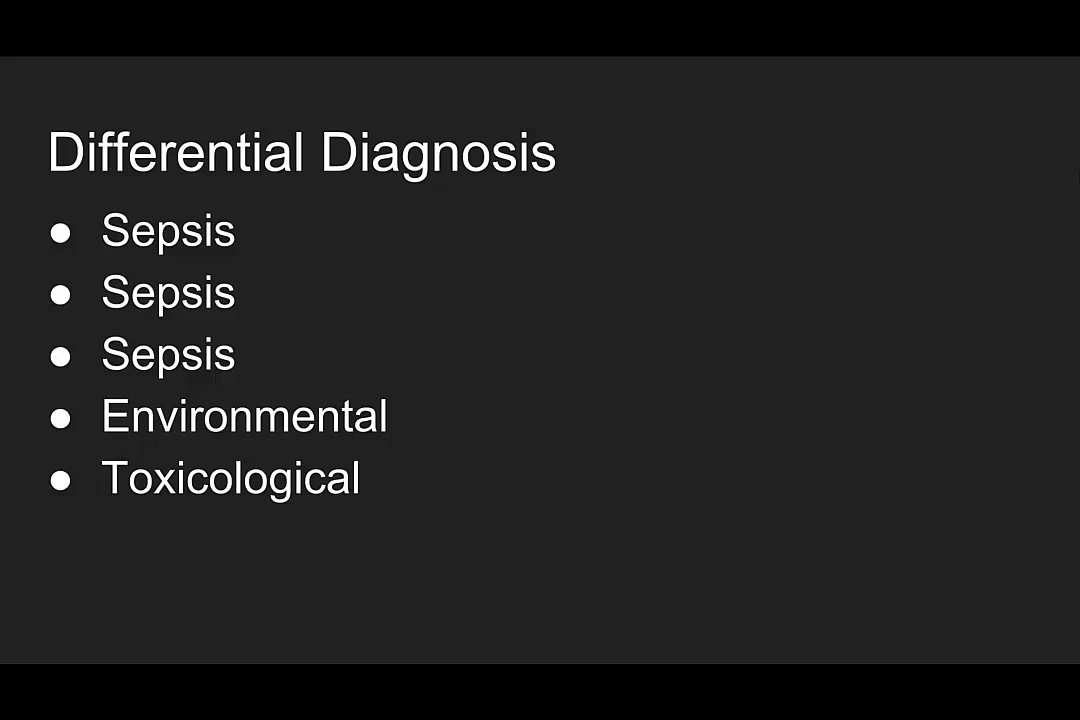 Differential Diagnosis
● Sepsis
● Sepsis
● Sepsis
● Environmental
● Toxicological